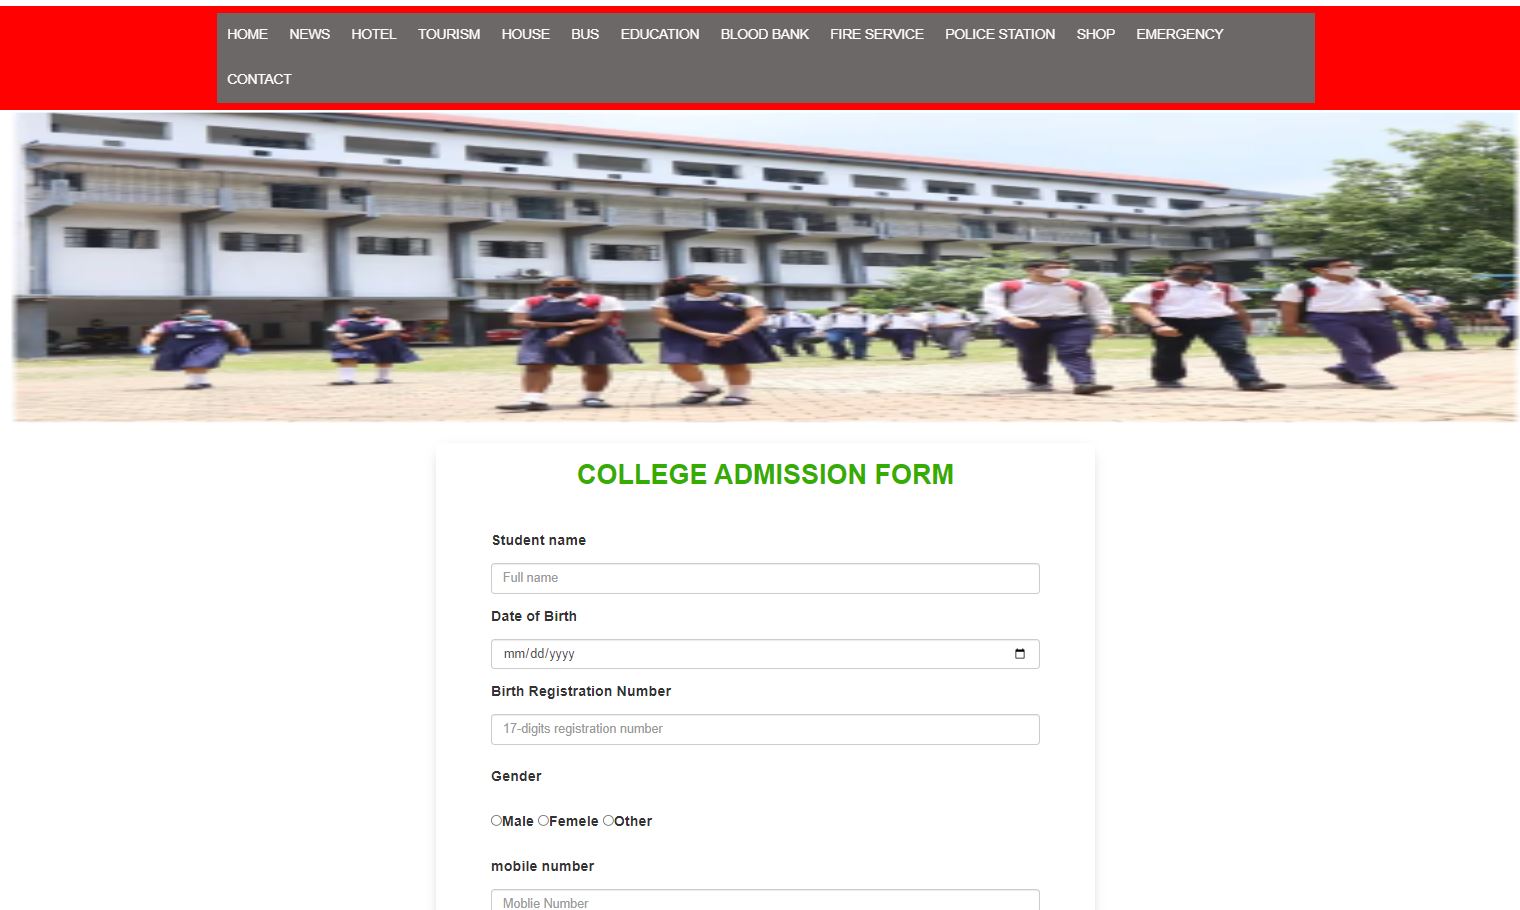 HOME NEWS HOTEL TOURISM HOUSE BUS EDUCATION BLOOD BANK FIRE SERVICE POLICE STATION SHOP EMERGENCY
CONTACT
COLLEGE ADMISSION FORM
Student name
Full name
Date of Birth
mm/dd/yyyy
Birth Registration Number
17-digits registration number
Gender
Male Femele Other
mobile number
Moblie Number